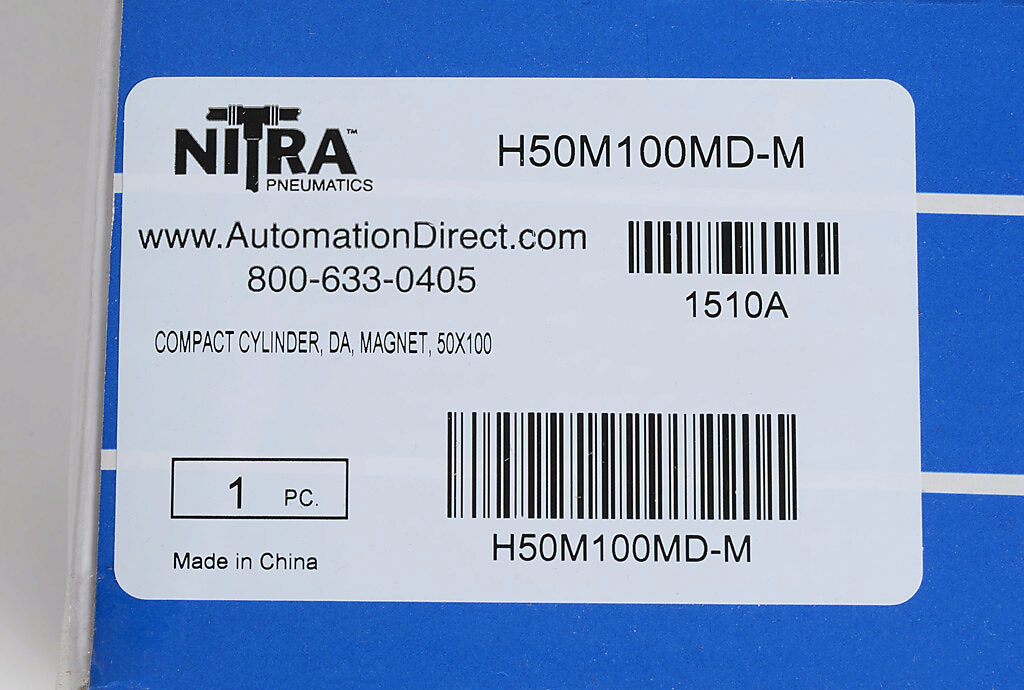 NITRA™
PNEUMATICS
H50M100MD-M
www.AutomationDirect.com
800-633-0405
1510A
COMPACT CYLINDER, DA, MAGNET, 50X100
1 PC.
H50M100MD-M
Made in China